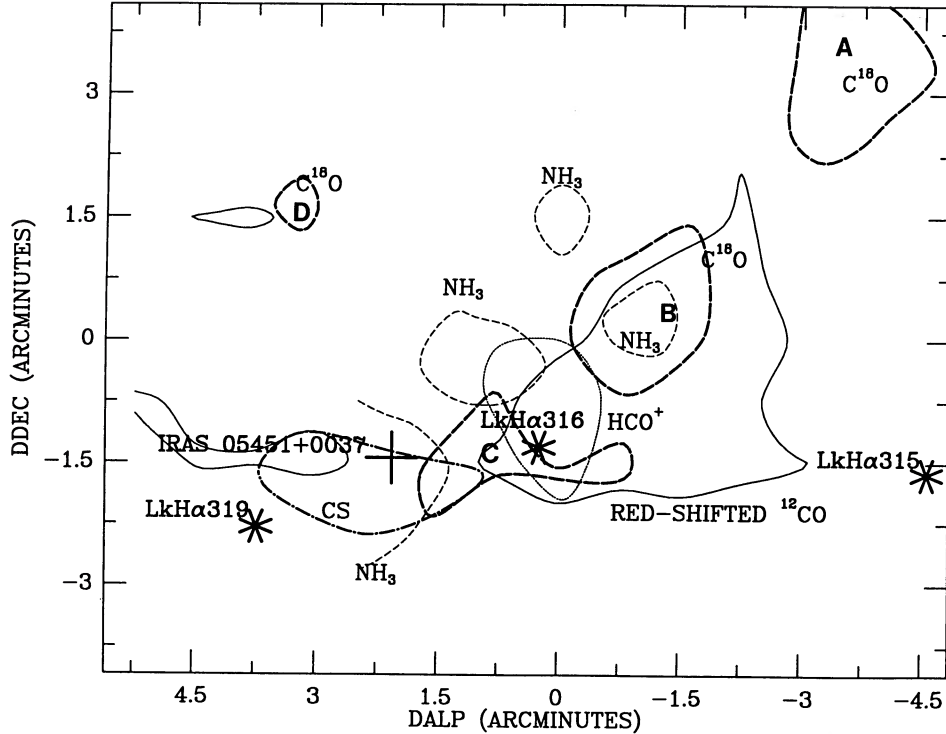 A
C¹⁸O
3
NH₃
C¹⁸O
D
1.5
C¹⁸O
NH₃
B
0
NH₃
DDEC (ARCMINUTES)
LkHα316
HCO⁺
IRAS 05451+0037
C
-1.5
LkHα315
LkHα319
CS
RED-SHIFTED ¹²CO
NH₃
-3
4.5 3 1.5 0 -1.5 -3 -4.5
DALP (ARCMINUTES)